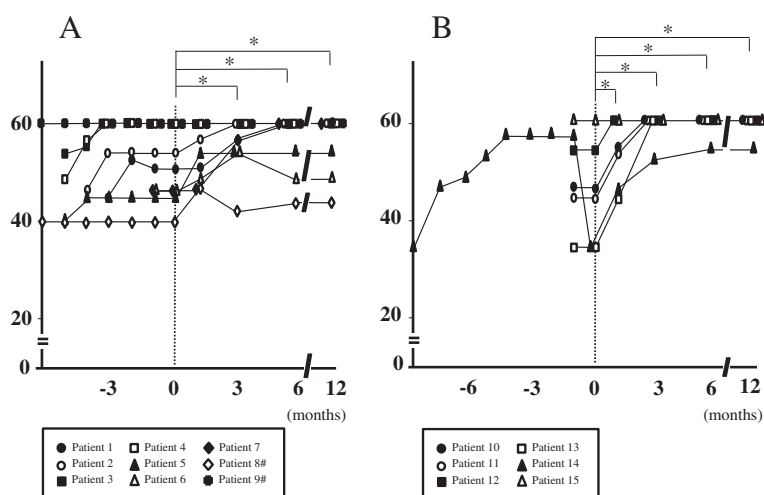 A
B
*
*
*
*
*
*
*
60
40
20
0
-3 0 3 6 12
(months)
60
40
20
0
-6 -3 0 3 6 12
(months)
Patient 1 Patient 4 Patient 7
Patient 2 Patient 5 Patient 8#
Patient 3 Patient 6 Patient 9#
Patient 10 Patient 13
Patient 11 Patient 14
Patient 12 Patient 15